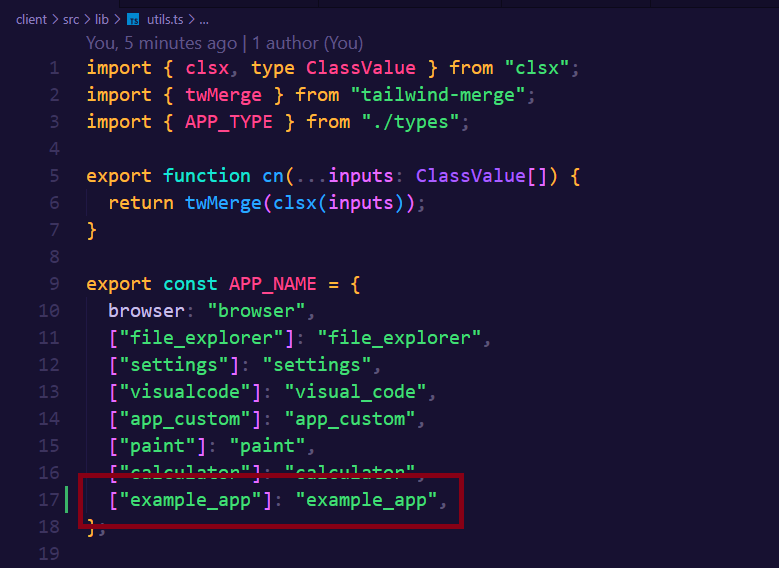 client > src > lib > TS utils.ts > ...
You, 5 minutes ago | 1 author (You)
1 import { clsx, type ClassValue } from "clsx";
2 import { twMerge } from "tailwind-merge";
3 import { APP_TYPE } from "./types";
4
5 export function cn(...inputs: ClassValue[]) {
6   return twMerge(clsx(inputs));
7 }
8
9 export const APP_NAME = {
10   browser: "browser",
11   ["file_explorer"]: "file_explorer",
12   ["settings"]: "settings",
13   ["visualcode"]: "visual_code",
14   ["app_custom"]: "app_custom",
15   ["paint"]: "paint",
16   ["calculator"]: "calculator",
17   ["example_app"]: "example_app",
18 };
19